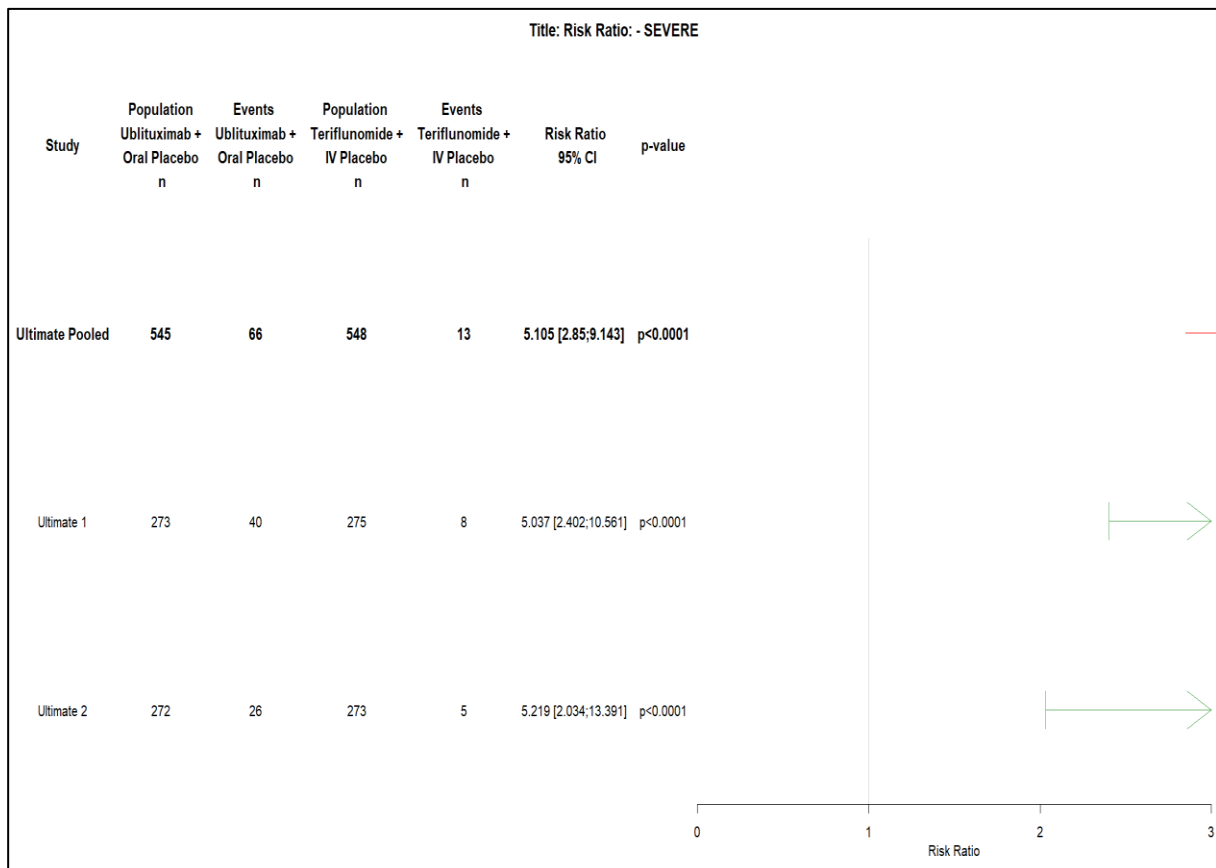 Title: Risk Ratio: - SEVERE
Study
Population
Ublituximab +
Oral Placebo
n
Events
Ublituximab +
Oral Placebo
n
Population
Teriflunomide +
IV Placebo
n
Events
Teriflunomide +
IV Placebo
n
Risk Ratio
95% CI
p-value
Ultimate Pooled 545 66 548 13 5.105 [2.85;9.143] p<0.0001
Ultimate 1 273 40 275 8 5.037 [2.402;10.561] p<0.0001
Ultimate 2 272 26 273 5 5.219 [2.034;13.391] p<0.0001
0 1 2 3
Risk Ratio